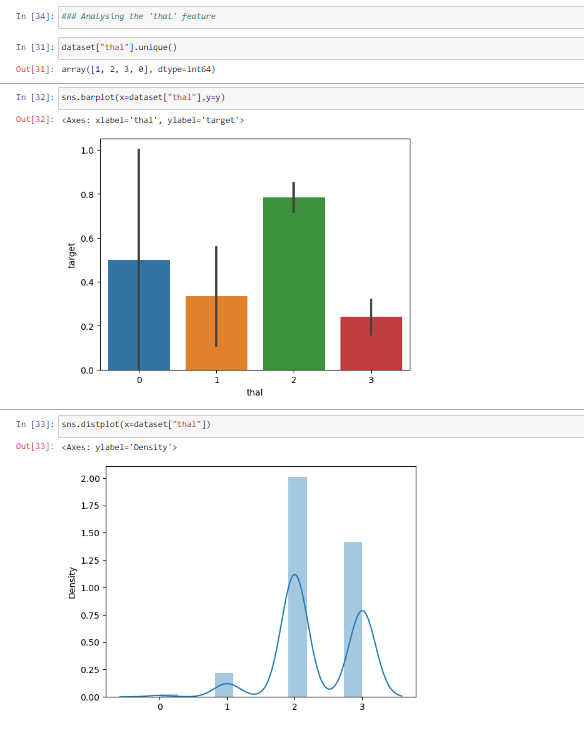 In [34]: ### Analysing the 'thal' feature
In [31]: dataset["thal"].unique()
Out[31]: array([1, 2, 3, 0], dtype=int64)
In [32]: sns.barplot(x=dataset["thal"],y=y)
Out[32]: <Axes: xlabel='thal', ylabel='target'>
1.0
0.8
0.6
0.4
0.2
0.0
target
0 1 2 3
thal
In [33]: sns.distplot(x=dataset["thal"])
Out[33]: <Axes: ylabel='Density'>
2.00
1.75
1.50
1.25
1.00
0.75
0.50
0.25
0.00
Density
0 1 2 3